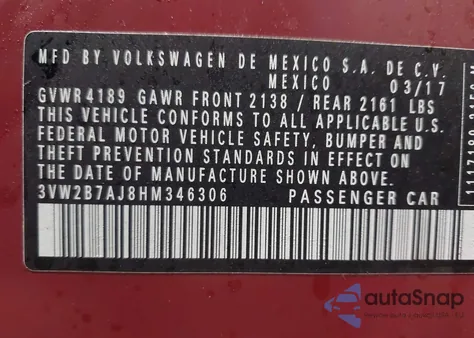 MFD BY VOLKSWAGEN DE MEXICO S.A. DE C.V.
MEXICO 03/17
GVWR 4189 GAWR FRONT 2138 / REAR 2161 LBS
THIS VEHICLE CONFORMS TO ALL APPLICABLE U.S.
FEDERAL MOTOR VEHICLE SAFETY, BUMPER AND
THEFT PREVENTION STANDARDS IN EFFECT ON
THE DATE OF MANUFACTURE SHOWN ABOVE.
3VW2B7AJ8HM346306 PASSENGER CAR
autoSnap